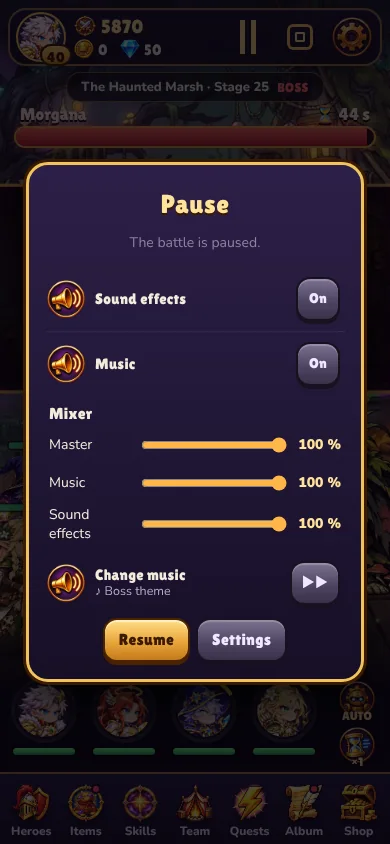 5870
40
0
50
The Haunted Marsh · Stage 25 BOSS
Morgana
44 s
Pause
The battle is paused.
Sound effects
On
Music
On
Mixer
Master
100 %
Music
100 %
Sound
effects
100 %
Change music
♪ Boss theme
Resume
Settings
AUTO
×1
Heroes
Items
Skills
Team
Quests
Album
Shop